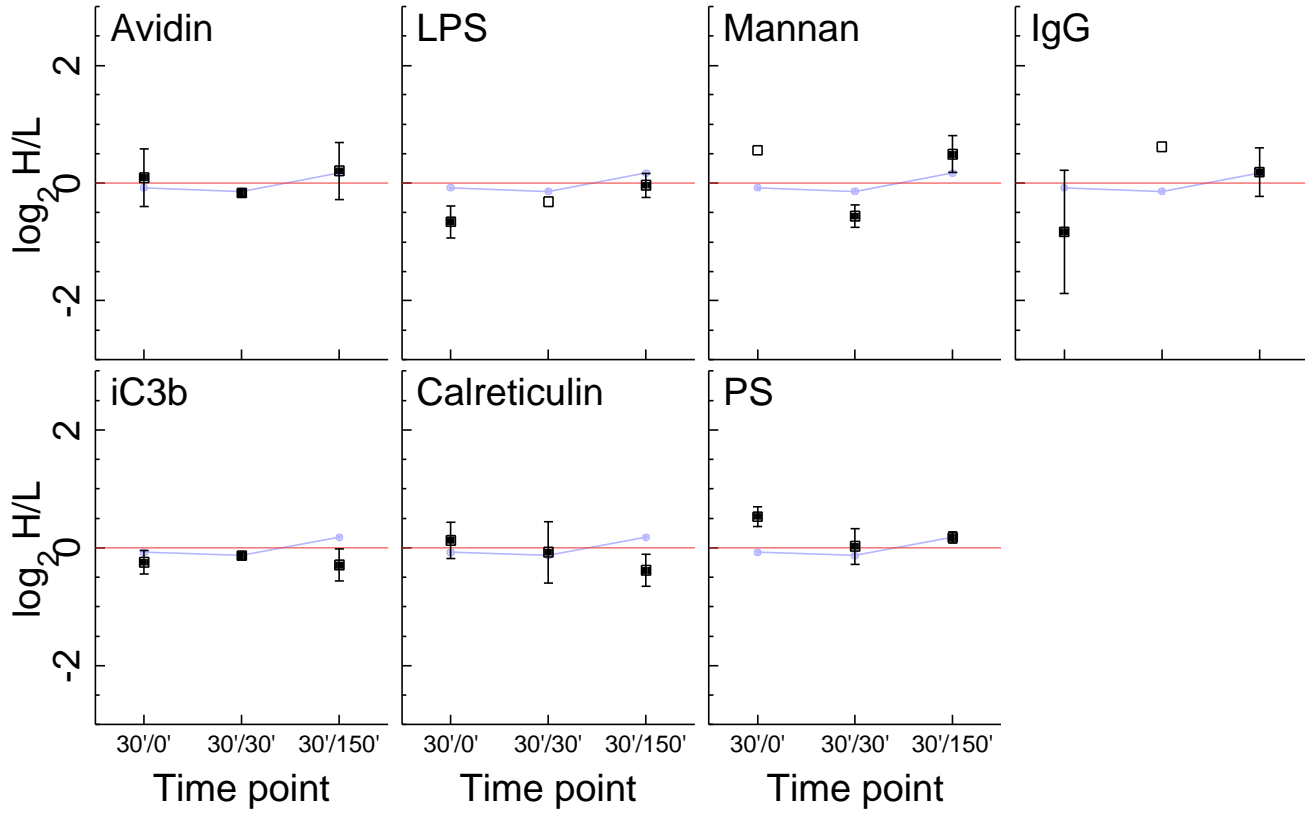 Avidin LPS Mannan IgG
2
0
-2
log2 H/L
iC3b Calreticulin PS
2
0
-2
log2 H/L
30'/0' 30'/30' 30'/150' 30'/0' 30'/30' 30'/150' 30'/0' 30'/30' 30'/150'
Time point Time point Time point